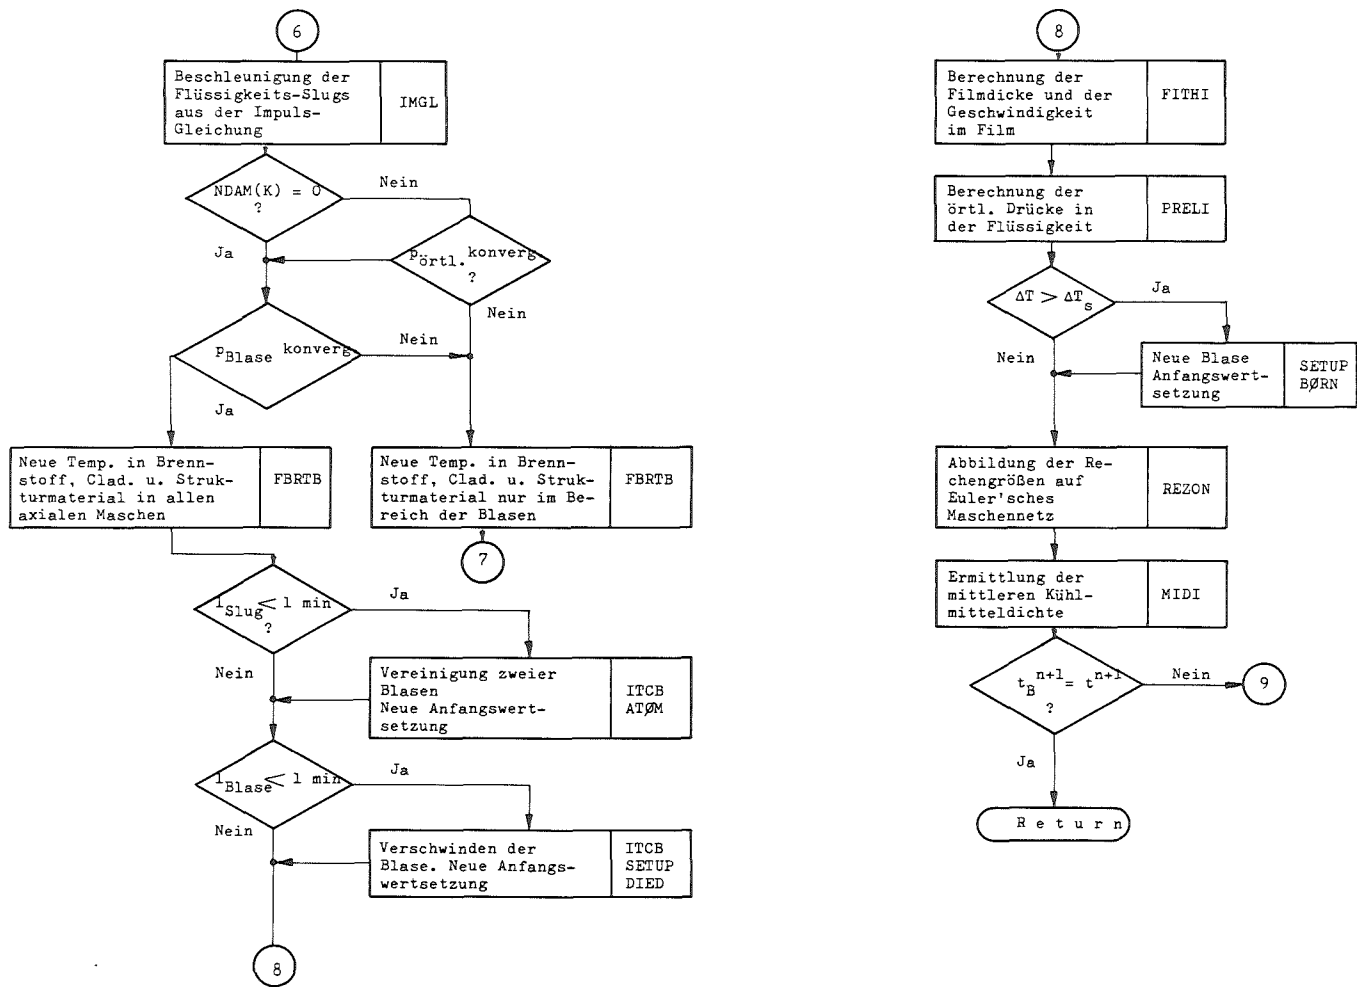 6
Beschleunigung der
Flüssigkeits-Slugs
aus der Impuls-
Gleichung
IMGL
NDAM(K) = 0
?
Nein
Ja
pörtl. konverg
?
Nein
pBlase konverg
Nein
Ja
Neue Temp. in Brenn-
stoff, Clad. u. Struk-
turmaterial in allen
axialen Maschen
FBRTB
Neue Temp. in Brenn-
stoff, Clad. u. Struk-
turmaterial nur im Be-
reich der Blasen
FBRTB
7
lSlug < l min
?
Ja
Nein
Vereinigung zweier
Blasen
Neue Anfangswert-
setzung
ITCB
ATØM
lBlase < l min
Ja
Nein
Verschwinden der
Blase. Neue Anfangs-
wertsetzung
ITCB
SETUP
DIED
8
8
Berechnung der
Filmdicke und der
Geschwindigkeit
im Film
FITHI
Berechnung der
örtl. Drücke in
der Flüssigkeit
PRELI
ΔT > ΔTs
Ja
Nein
Neue Blase
Anfangswert-
setzung
SETUP
BØRN
Abbildung der Re-
chengrößen auf
Euler'sches
Maschennetz
REZON
Ermittlung der
mittleren Kühl-
mitteldichte
MIDI
tB^n+1 = t^n+1
?
Nein
9
Ja
Return